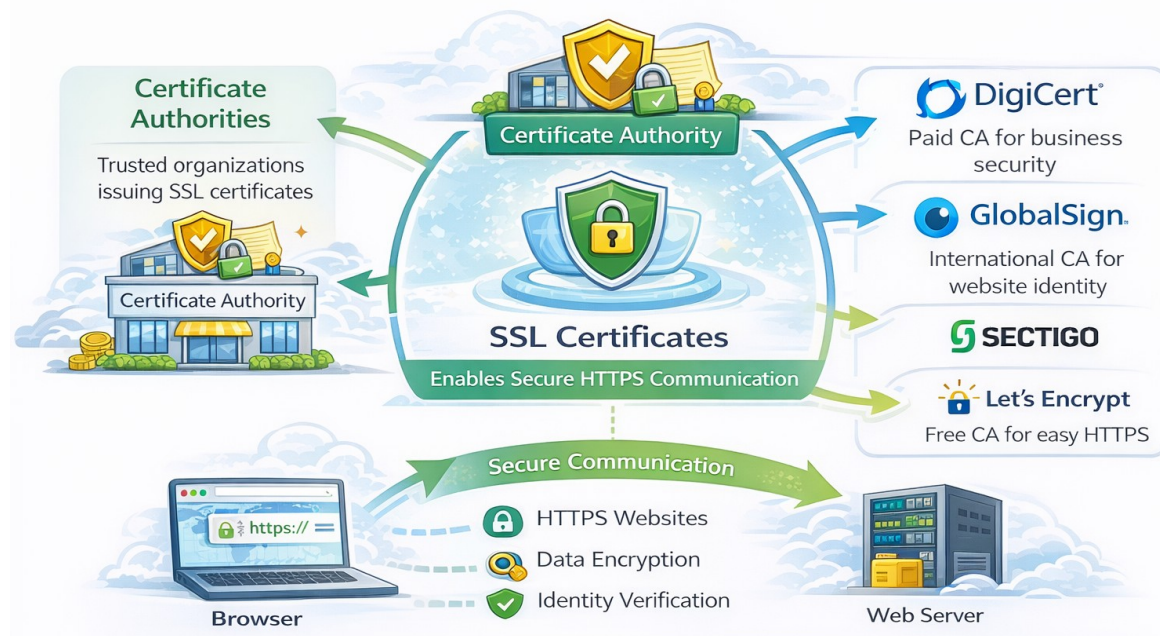 Certificate
Authorities
Trusted organizations
issuing SSL certificates
Certificate Authority
Certificate Authority
SSL Certificates
Enables Secure HTTPS Communication
DigiCert
Paid CA for business
security
GlobalSign
International CA for
website identity
SECTIGO
Let's Encrypt
Free CA for easy HTTPS
Secure Communication
https://
HTTPS Websites
Data Encryption
Identity Verification
Browser
Web Server